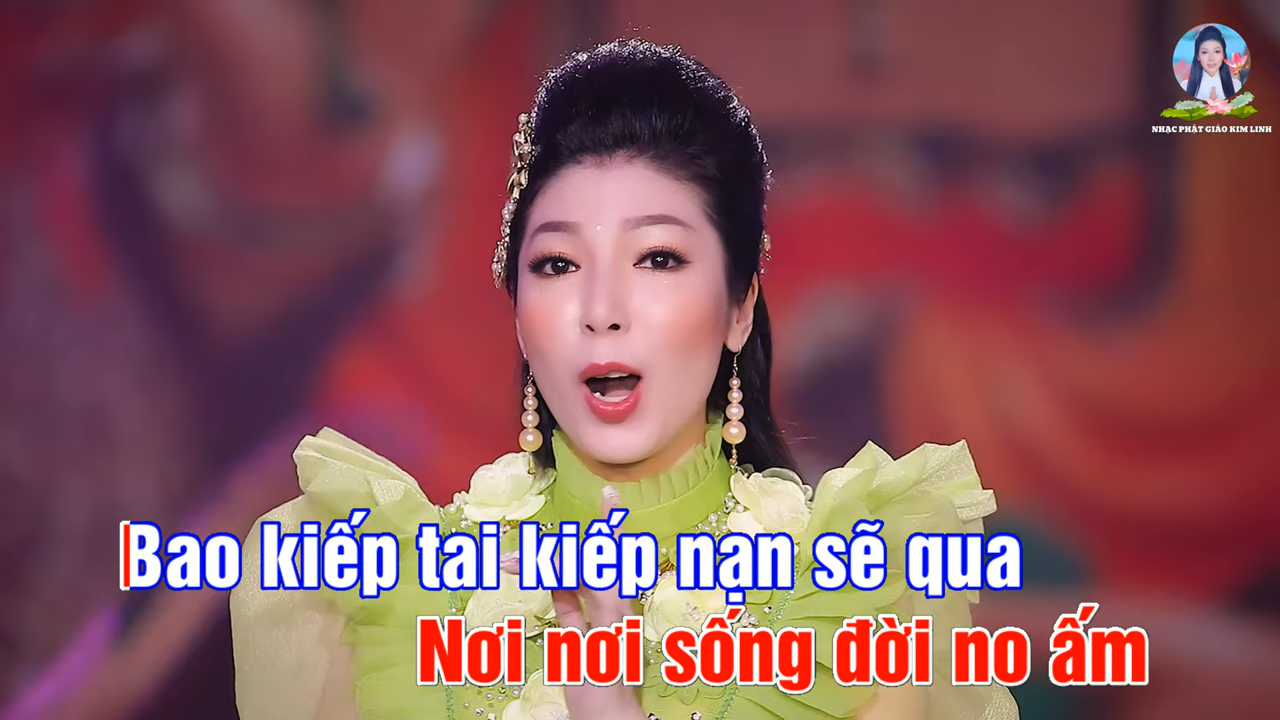 NHẠC PHẬT GIÁO KIM LINH
Bao kiếp tai kiếp nạn sẽ qua
Nơi nơi sống đời no ấm